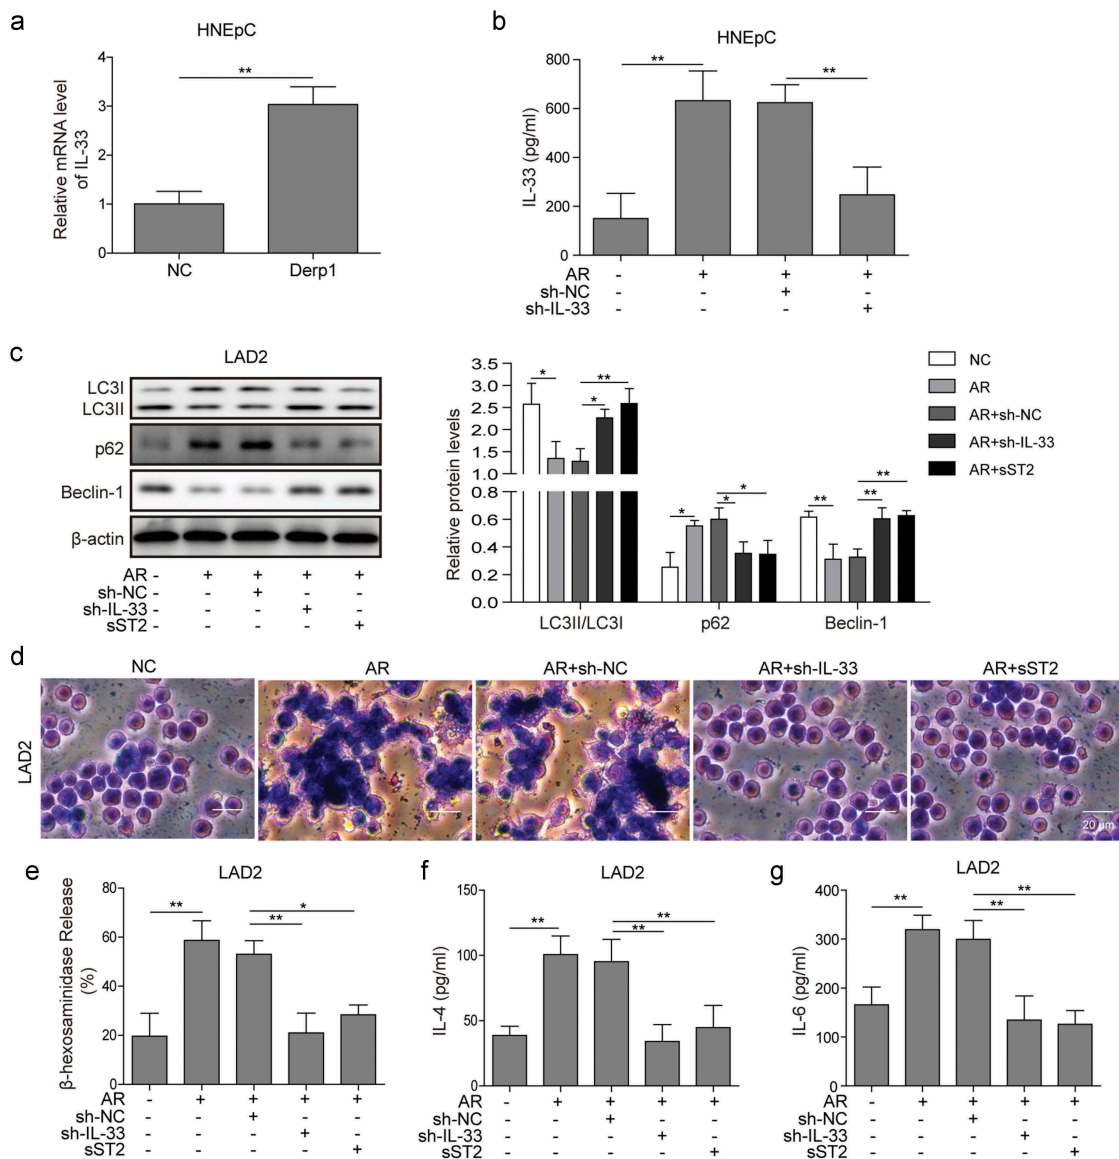 a
HNEpC
Relative mRNA level
of IL-33
4
3
2
1
0
**
NC
Derp1
b
HNEpC
IL-33 (pg/ml)
800
600
400
200
0
**
**
AR - + + +
sh-NC - - + -
sh-IL-33 - - - +
c
LAD2
LC3I
LC3II
p62
Beclin-1
β-actin
AR - + + + +
sh-NC - - + - -
sh-IL-33 - - - + -
sST2 - - - - +
Relative protein levels
3.5
3.0
2.5
2.0
1.5
1.0
0.8
0.6
0.4
0.2
0.0
* ** *
* * *
** ** **
LC3II/LC3I
p62
Beclin-1
NC
AR
AR+sh-NC
AR+sh-IL-33
AR+sST2
d
NC
AR
AR+sh-NC
AR+sh-IL-33
AR+sST2
LAD2
20 μm
e
LAD2
β-hexosaminidase Release
(%)
80
60
40
20
0
** ** *
AR - + + + +
sh-NC - - + - -
sh-IL-33 - - - + -
sST2 - - - - +
f
LAD2
IL-4 (pg/ml)
150
100
50
0
** ** **
AR - + + + +
sh-NC - - + - -
sh-IL-33 - - - + -
sST2 - - - - +
g
LAD2
IL-6 (pg/ml)
400
300
200
100
0
** ** **
AR - + + + +
sh-NC - - + - -
sh-IL-33 - - - + -
sST2 - - - - +